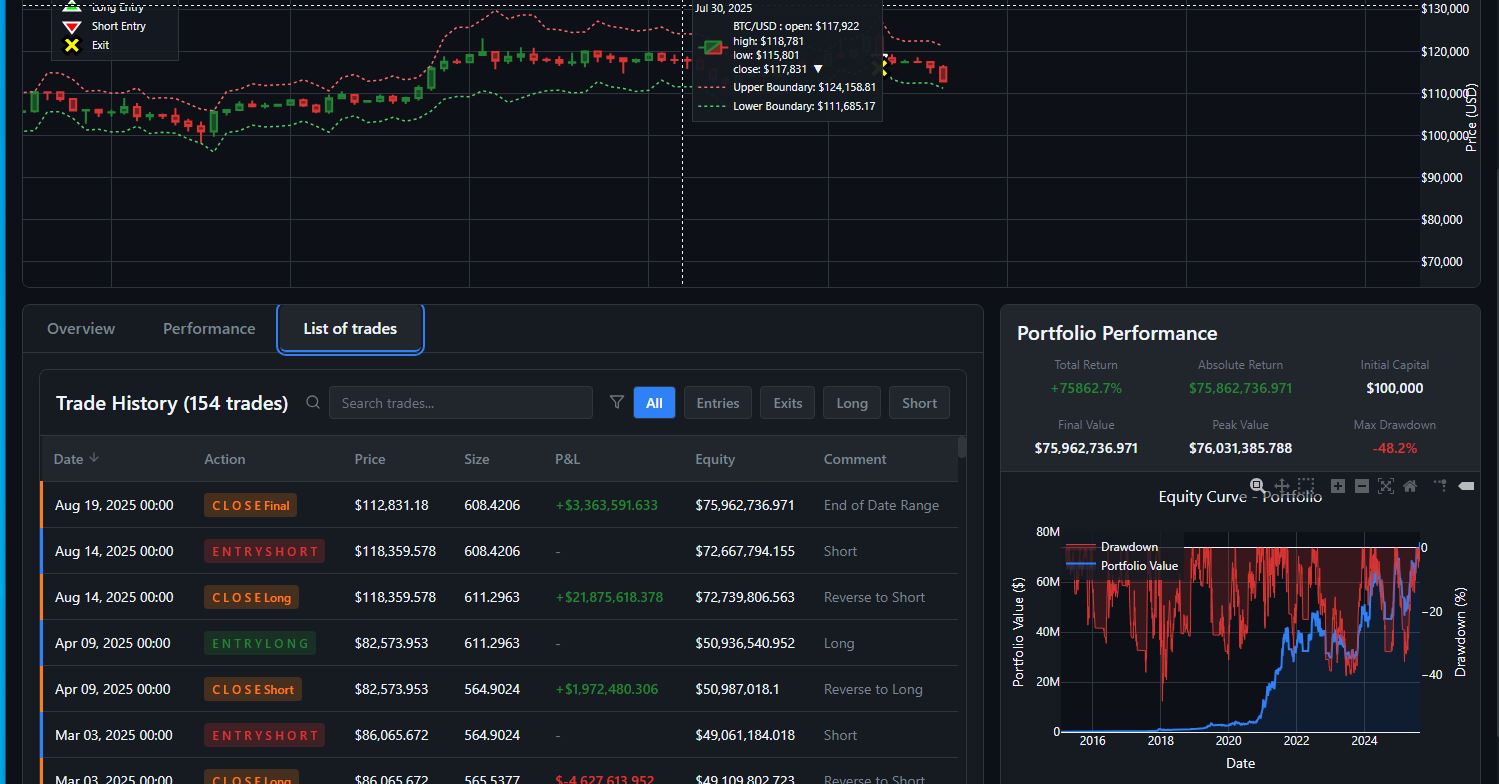 Long Entry
Short Entry
Exit
Jul 30, 2025
BTC/USD : open: $117,922
high: $118,781
low: $115,801
close: $117,831 ▼
Upper Boundary: $124,158.81
Lower Boundary: $111,685.17
$130,000
$120,000
$110,000
$100,000
$90,000
$80,000
$70,000
Price (USD)
Overview
Performance
List of trades
Trade History (154 trades)
Search trades...
All
Entries
Exits
Long
Short
Date Action Price Size P&L Equity Comment
Aug 19, 2025 00:00 CLOSE Final $112,831.18 608.4206 +$3,363,591.633 $75,962,736.971 End of Date Range
Aug 14, 2025 00:00 ENTRY SHORT $118,359.578 608.4206 - $72,667,794.155 Short
Aug 14, 2025 00:00 CLOSE Long $118,359.578 611.2963 +$21,875,618.378 $72,739,806.563 Reverse to Short
Apr 09, 2025 00:00 ENTRY LONG $82,573.953 611.2963 - $50,936,540.952 Long
Apr 09, 2025 00:00 CLOSE Short $82,573.953 564.9024 +$1,972,480.306 $50,987,018.1 Reverse to Long
Mar 03, 2025 00:00 ENTRY SHORT $86,065.672 564.9024 - $49,061,184.018 Short
Mar 03, 2025 00:00 CLOSE Long $86,065.672 565.5377 $-4,627,613.952 $49,109,802.723 Reverse to Short
Portfolio Performance
Total Return
+75862.7%
Absolute Return
$75,862,736.971
Initial Capital
$100,000
Final Value
$75,962,736.971
Peak Value
$76,031,385.788
Max Drawdown
-48.2%
Equity Curve - Portfolio
Drawdown
Portfolio Value
80M
60M
40M
20M
0
Portfolio Value ($)
0
−20
−40
Drawdown (%)
2016 2018 2020 2022 2024
Date